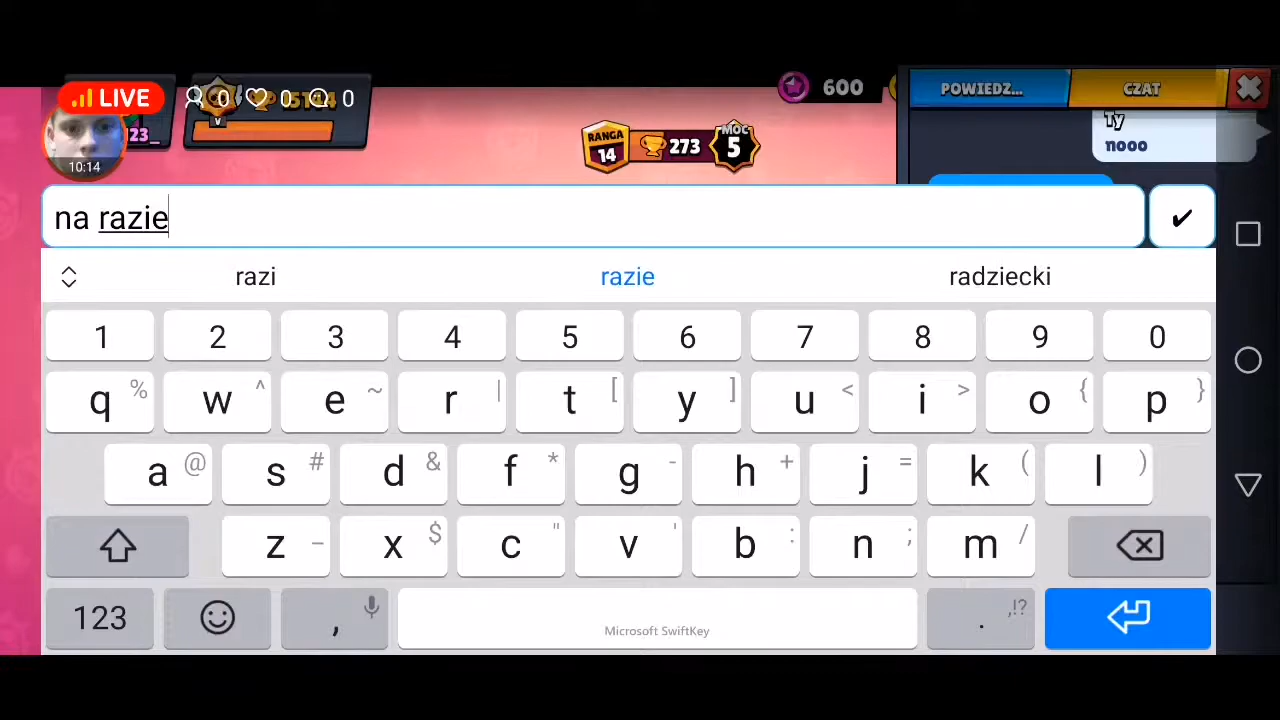 LIVE 0 0 0
23_
10:14
RANGA
14
273
MOC
5
600
POWIEDZ...
CZAT
Ty
nooo
na razie
razi razie radziecki
1 2 3 4 5 6 7 8 9 0
q % w ^ e ~ r | t [ y ] u < i > o { p }
a @ s # d & f * g - h + j = k ( l )
z _ x $ c " v ' b : n ; m /
123 , Microsoft SwiftKey . ,!?